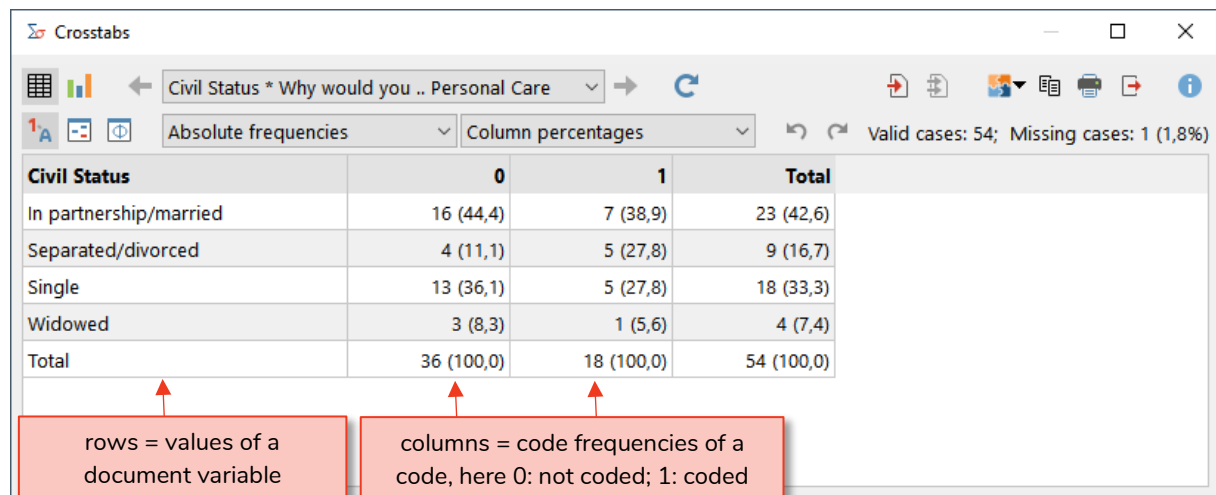 Crosstabs
Civil Status * Why would you .. Personal Care
Absolute frequencies Column percentages Valid cases: 54; Missing cases: 1 (1,8%)
Civil Status 0 1 Total
In partnership/married 16 (44,4) 7 (38,9) 23 (42,6)
Separated/divorced 4 (11,1) 5 (27,8) 9 (16,7)
Single 13 (36,1) 5 (27,8) 18 (33,3)
Widowed 3 (8,3) 1 (5,6) 4 (7,4)
Total 36 (100,0) 18 (100,0) 54 (100,0)
rows = values of a
document variable
columns = code frequencies of a
code, here 0: not coded; 1: coded